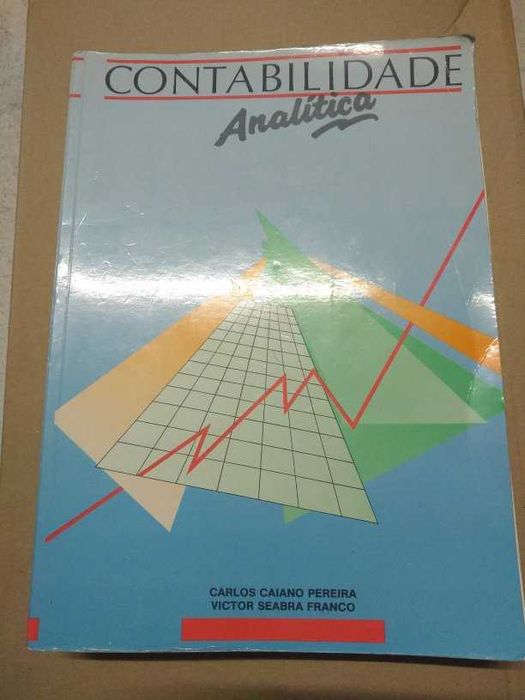 CONTABILIDADE
Analítica
CARLOS CAIANO PEREIRA
VICTOR SEABRA FRANCO